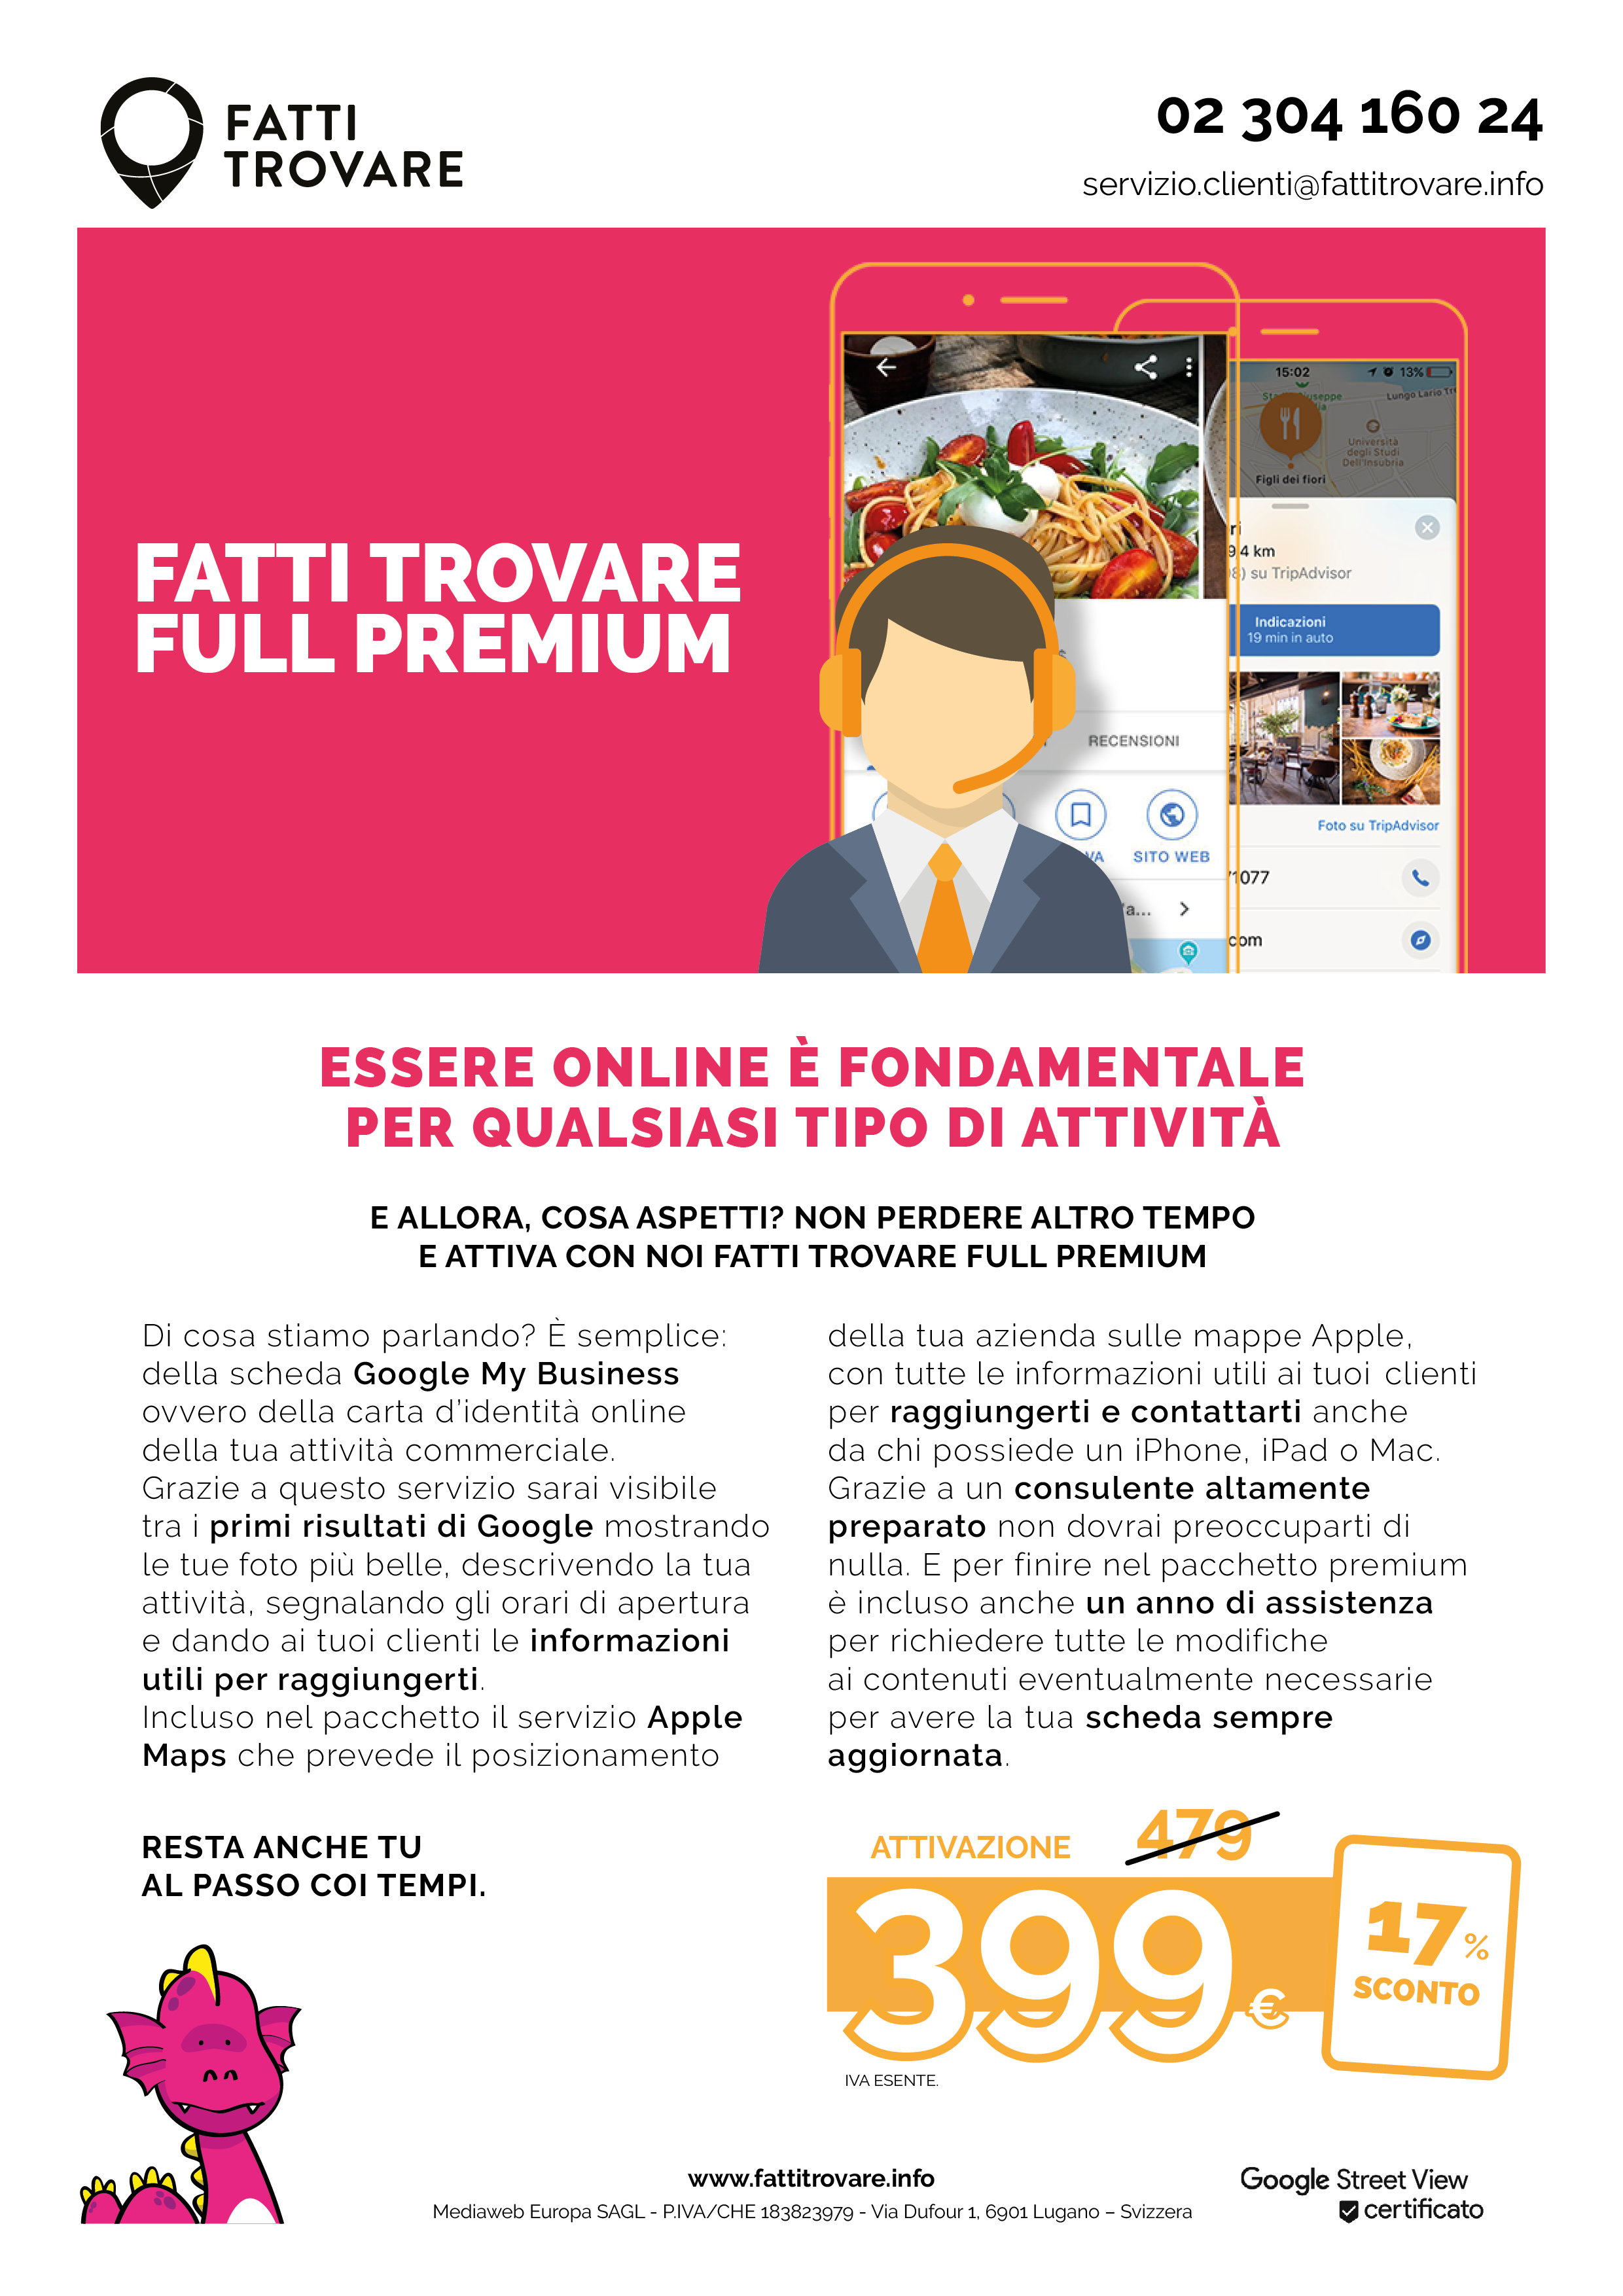 FATTI
TROVARE
02 304 160 24
servizio.clienti@fattitrovare.info
FATTI TROVARE
FULL PREMIUM
15:02
13%
Lungo Lario
Università
degli Studi
Dell'Insubria
Figli dei fiori
ri
4 km
su TripAdvisor
Indicazioni
19 min in auto
RECENSIONI
Foto su TripAdvisor
VA
SITO WEB
1077
'a...
com
ESSERE ONLINE È FONDAMENTALE
PER QUALSIASI TIPO DI ATTIVITÀ
E ALLORA, COSA ASPETTI? NON PERDERE ALTRO TEMPO
E ATTIVA CON NOI FATTI TROVARE FULL PREMIUM
Di cosa stiamo parlando? È semplice:
della scheda Google My Business
ovvero della carta d'identità online
della tua attività commerciale.
Grazie a questo servizio sarai visibile
tra i primi risultati di Google mostrando
le tue foto più belle, descrivendo la tua
attività, segnalando gli orari di apertura
e dando ai tuoi clienti le informazioni
utili per raggiungerti.
Incluso nel pacchetto il servizio Apple
Maps che prevede il posizionamento
della tua azienda sulle mappe Apple,
con tutte le informazioni utili ai tuoi clienti
per raggiungerti e contattarti anche
da chi possiede un iPhone, iPad o Mac.
Grazie a un consulente altamente
preparato non dovrai preoccuparti di
nulla. E per finire nel pacchetto premium
è incluso anche un anno di assistenza
per richiedere tutte le modifiche
ai contenuti eventualmente necessarie
per avere la tua scheda sempre
aggiornata.
RESTA ANCHE TU
AL PASSO COI TEMPI.
ATTIVAZIONE 479
399 €
17 %
SCONTO
IVA ESENTE.
www.fattitrovare.info
Mediaweb Europa SAGL - P.IVA/CHE 183823979 - Via Dufour 1, 6901 Lugano – Svizzera
Google Street View
certificato